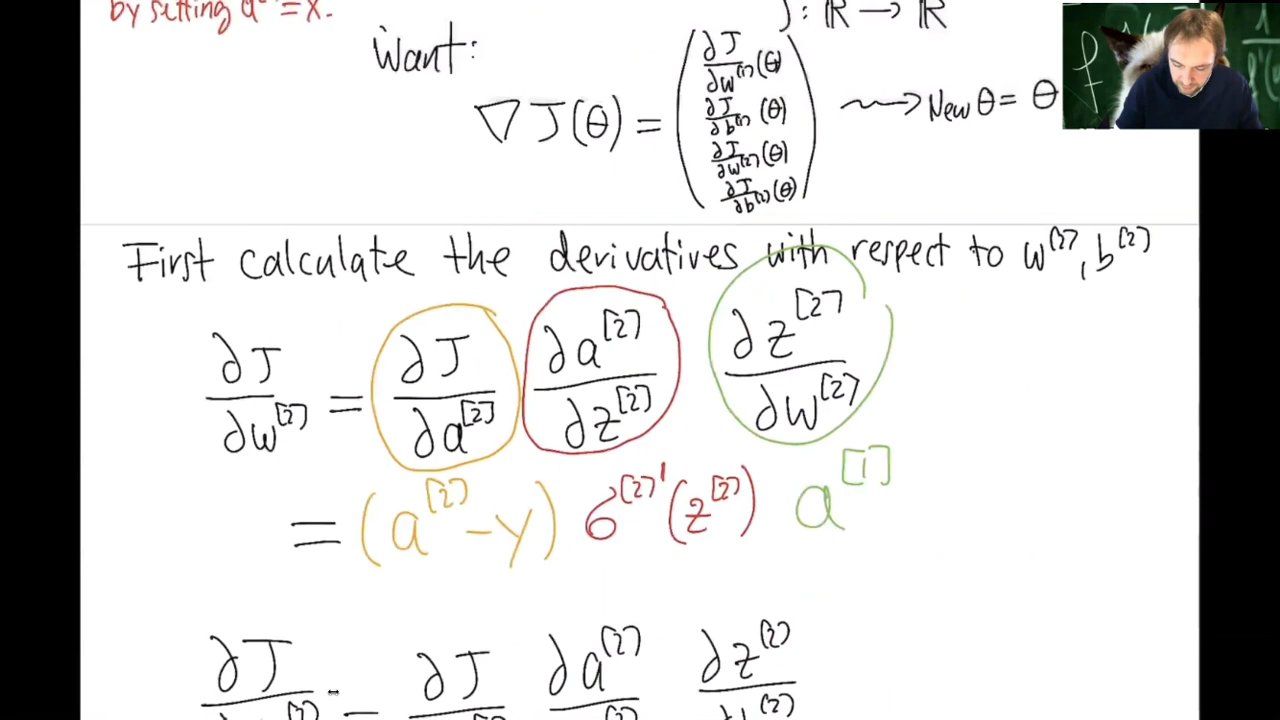 by setting a = x.
J : ℝ → ℝ
Want:
∇J(θ) = ( ∂J/∂w^[1] (θ) ⇝ New θ = θ
∂J/∂b^[1] (θ)
∂J/∂w^[2] (θ)
∂J/∂b^[2] (θ) )
First calculate the derivatives with respect to w^[2], b^[2]
∂J/∂w^[2] = ∂J/∂a^[2] ∂a^[2]/∂z^[2] ∂z^[2]/∂w^[2]
= (a^[2] − y) σ^[2]'(z^[2]) a^[1]
∂J = ∂J ∂a^[2] ∂z^[2]